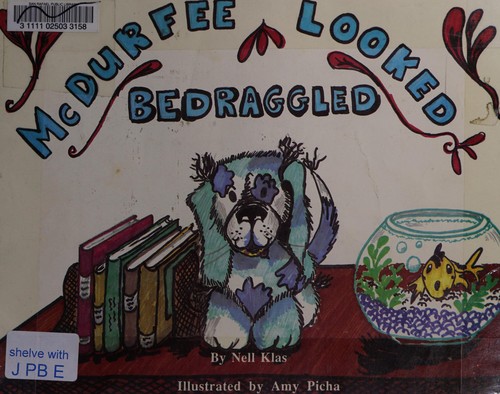 3 1111 02503 3158
McDURFEE LOOKED
BEDRAGGLED
By Nell Klas
shelve with
J PB E
Illustrated by Amy Picha